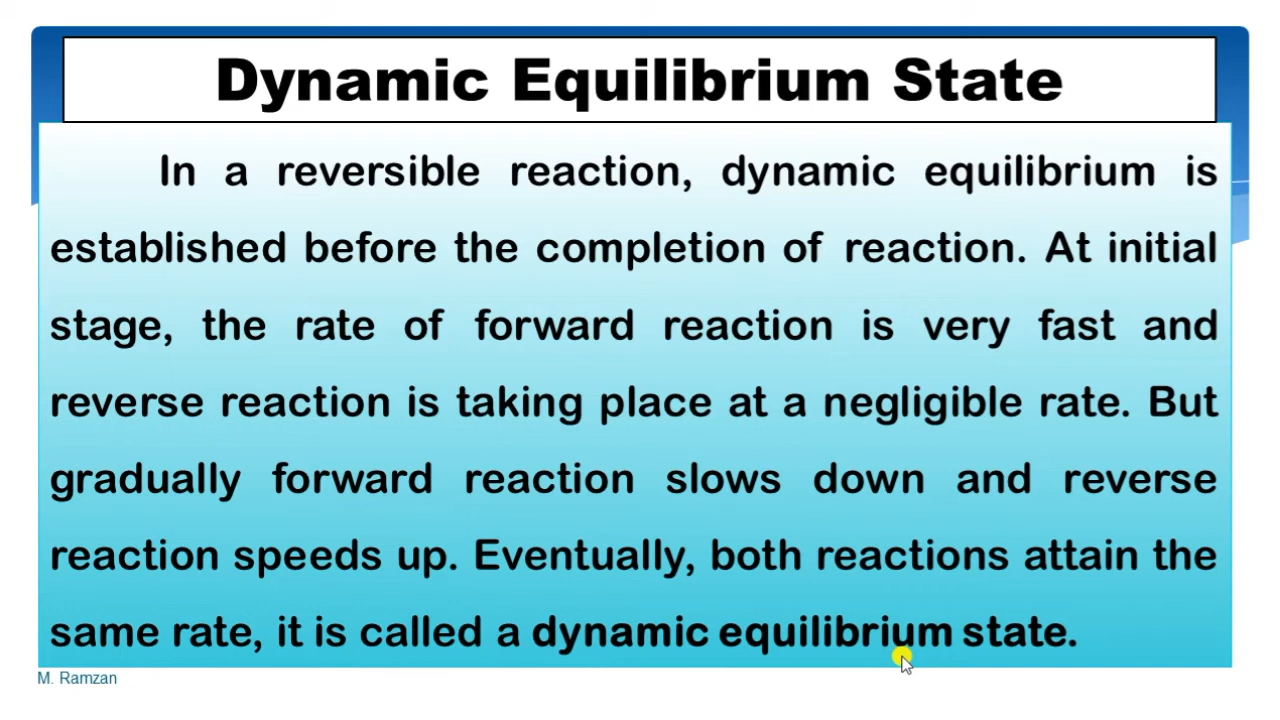 Dynamic Equilibrium State
In a reversible reaction, dynamic equilibrium is
established before the completion of reaction. At initial
stage, the rate of forward reaction is very fast and
reverse reaction is taking place at a negligible rate. But
gradually forward reaction slows down and reverse
reaction speeds up. Eventually, both reactions attain the
same rate, it is called a dynamic equilibrium state.
M. Ramzan